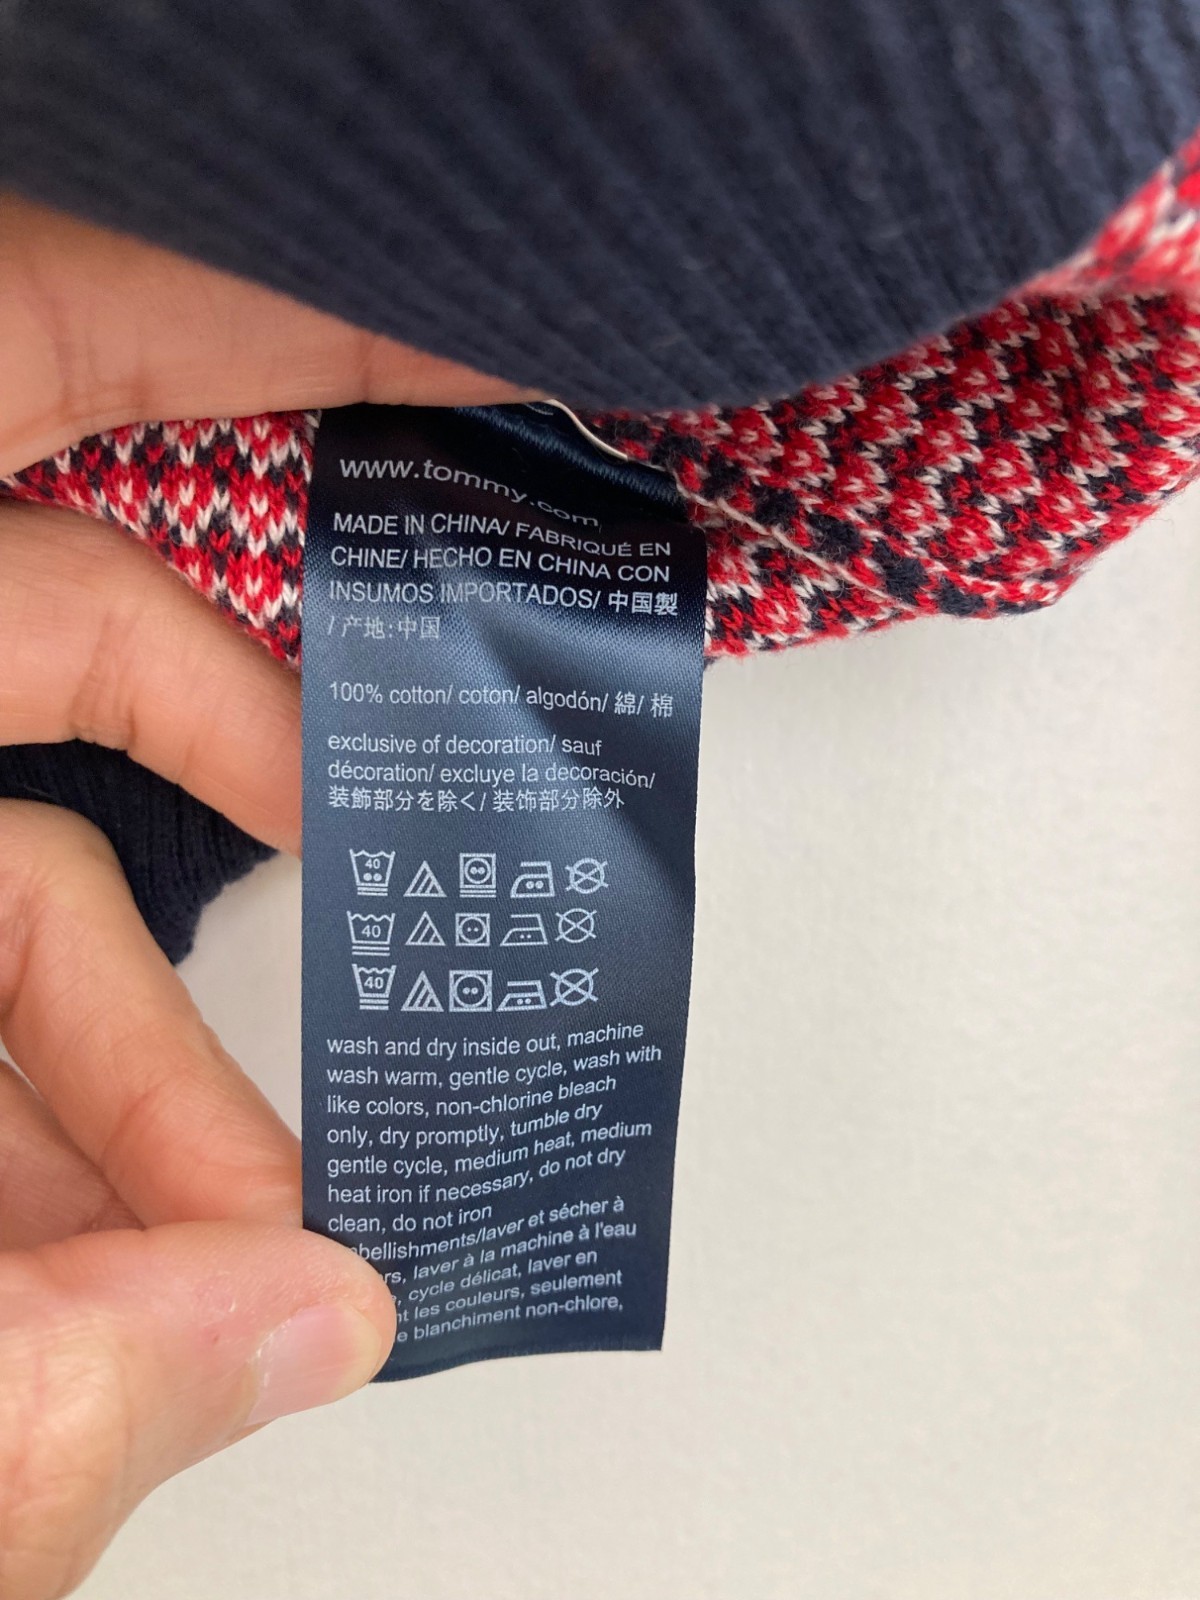 www.tommy.com
MADE IN CHINA/ FABRIQUÉ EN
CHINE/ HECHO EN CHINA CON
INSUMOS IMPORTADOS/ 中国製
/ 产地:中国
100% cotton/ coton/ algodón/ 綿/ 棉
exclusive of decoration/ sauf
décoration/ excluye la decoración/
装飾部分を除く/ 装饰部分除外
40
40
40
wash and dry inside out, machine
wash warm, gentle cycle, wash with
like colors, non-chlorine bleach
only, dry promptly, tumble dry
gentle cycle, medium heat, medium
heat iron if necessary, do not dry
clean, do not iron
bellishments/laver et sécher à
rs, laver à la machine à l'eau
, cycle délicat, laver en
nt les couleurs, seulement
e blanchiment non-chlore,